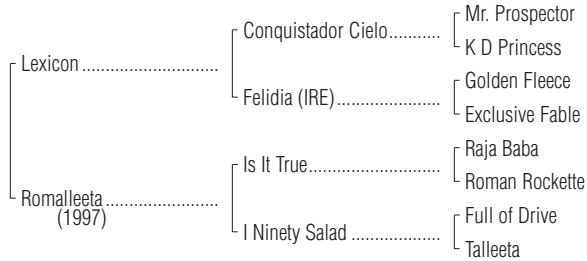 Mr. Prospector
Conquistador Cielo...........
K D Princess
Lexicon ..................................
Golden Fleece
Felidia (IRE)......................
Exclusive Fable
Raja Baba
Is It True............................
Roman Rockette
Romalleeta ............................
(1997)
Full of Drive
I Ninety Salad ..................
Talleeta